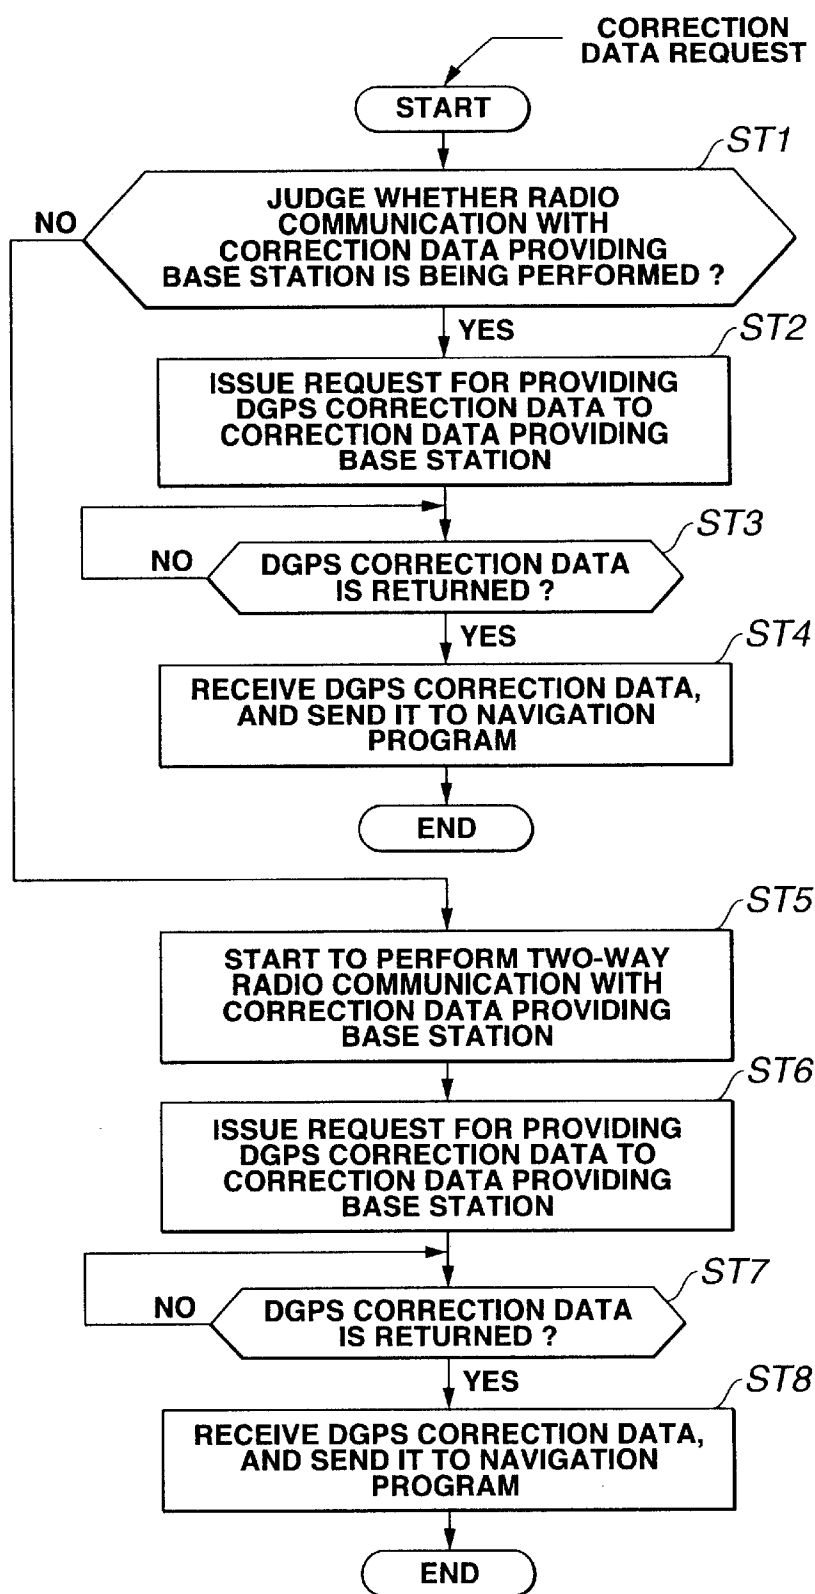 CORRECTION
DATA REQUEST
START
ST1
JUDGE WHETHER RADIO
COMMUNICATION WITH
CORRECTION DATA PROVIDING
BASE STATION IS BEING PERFORMED ?
NO
YES
ST2
ISSUE REQUEST FOR PROVIDING
DGPS CORRECTION DATA TO
CORRECTION DATA PROVIDING
BASE STATION
ST3
NO
DGPS CORRECTION DATA
IS RETURNED ?
YES
ST4
RECEIVE DGPS CORRECTION DATA,
AND SEND IT TO NAVIGATION
PROGRAM
END
ST5
START TO PERFORM TWO-WAY
RADIO COMMUNICATION WITH
CORRECTION DATA PROVIDING
BASE STATION
ST6
ISSUE REQUEST FOR PROVIDING
DGPS CORRECTION DATA TO
CORRECTION DATA PROVIDING
BASE STATION
ST7
NO
DGPS CORRECTION DATA
IS RETURNED ?
YES
ST8
RECEIVE DGPS CORRECTION DATA,
AND SEND IT TO NAVIGATION
PROGRAM
END